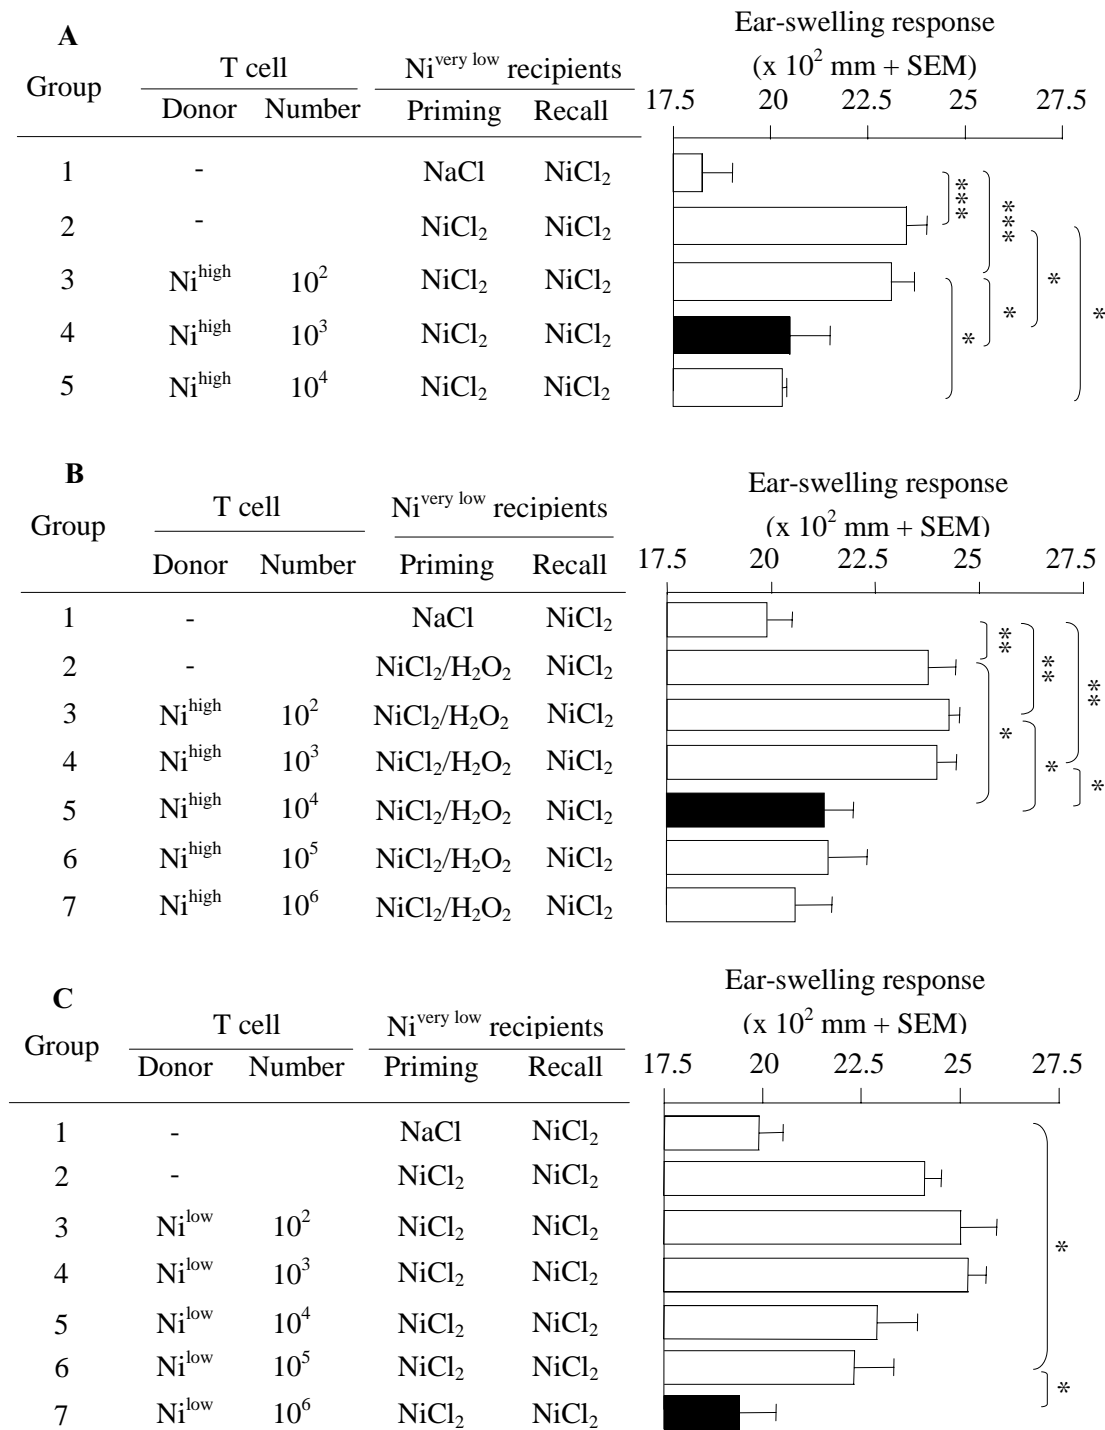 A
Group
T cell
Ni^very low recipients
Ear-swelling response
(x 10² mm + SEM)
Donor Number Priming Recall
17.5 20 22.5 25 27.5
1 - NaCl NiCl₂
2 - NiCl₂ NiCl₂
3 Ni^high 10² NiCl₂ NiCl₂
4 Ni^high 10³ NiCl₂ NiCl₂
5 Ni^high 10⁴ NiCl₂ NiCl₂
***
***
*
*
*
*
B
Group
T cell
Ni^very low recipients
Ear-swelling response
(x 10² mm + SEM)
Donor Number Priming Recall
17.5 20 22.5 25 27.5
1 - NaCl NiCl₂
2 - NiCl₂/H₂O₂ NiCl₂
3 Ni^high 10² NiCl₂/H₂O₂ NiCl₂
4 Ni^high 10³ NiCl₂/H₂O₂ NiCl₂
5 Ni^high 10⁴ NiCl₂/H₂O₂ NiCl₂
6 Ni^high 10⁵ NiCl₂/H₂O₂ NiCl₂
7 Ni^high 10⁶ NiCl₂/H₂O₂ NiCl₂
**
**
**
*
*
*
C
Group
T cell
Ni^very low recipients
Ear-swelling response
(x 10² mm + SEM)
Donor Number Priming Recall
17.5 20 22.5 25 27.5
1 - NaCl NiCl₂
2 - NiCl₂ NiCl₂
3 Ni^low 10² NiCl₂ NiCl₂
4 Ni^low 10³ NiCl₂ NiCl₂
5 Ni^low 10⁴ NiCl₂ NiCl₂
6 Ni^low 10⁵ NiCl₂ NiCl₂
7 Ni^low 10⁶ NiCl₂ NiCl₂
*
*